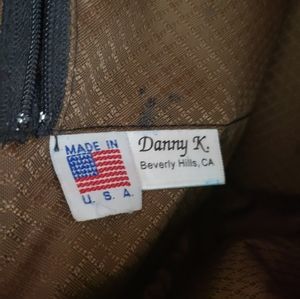 MADE IN
U. S. A.
Danny K.
Beverly Hills, CA